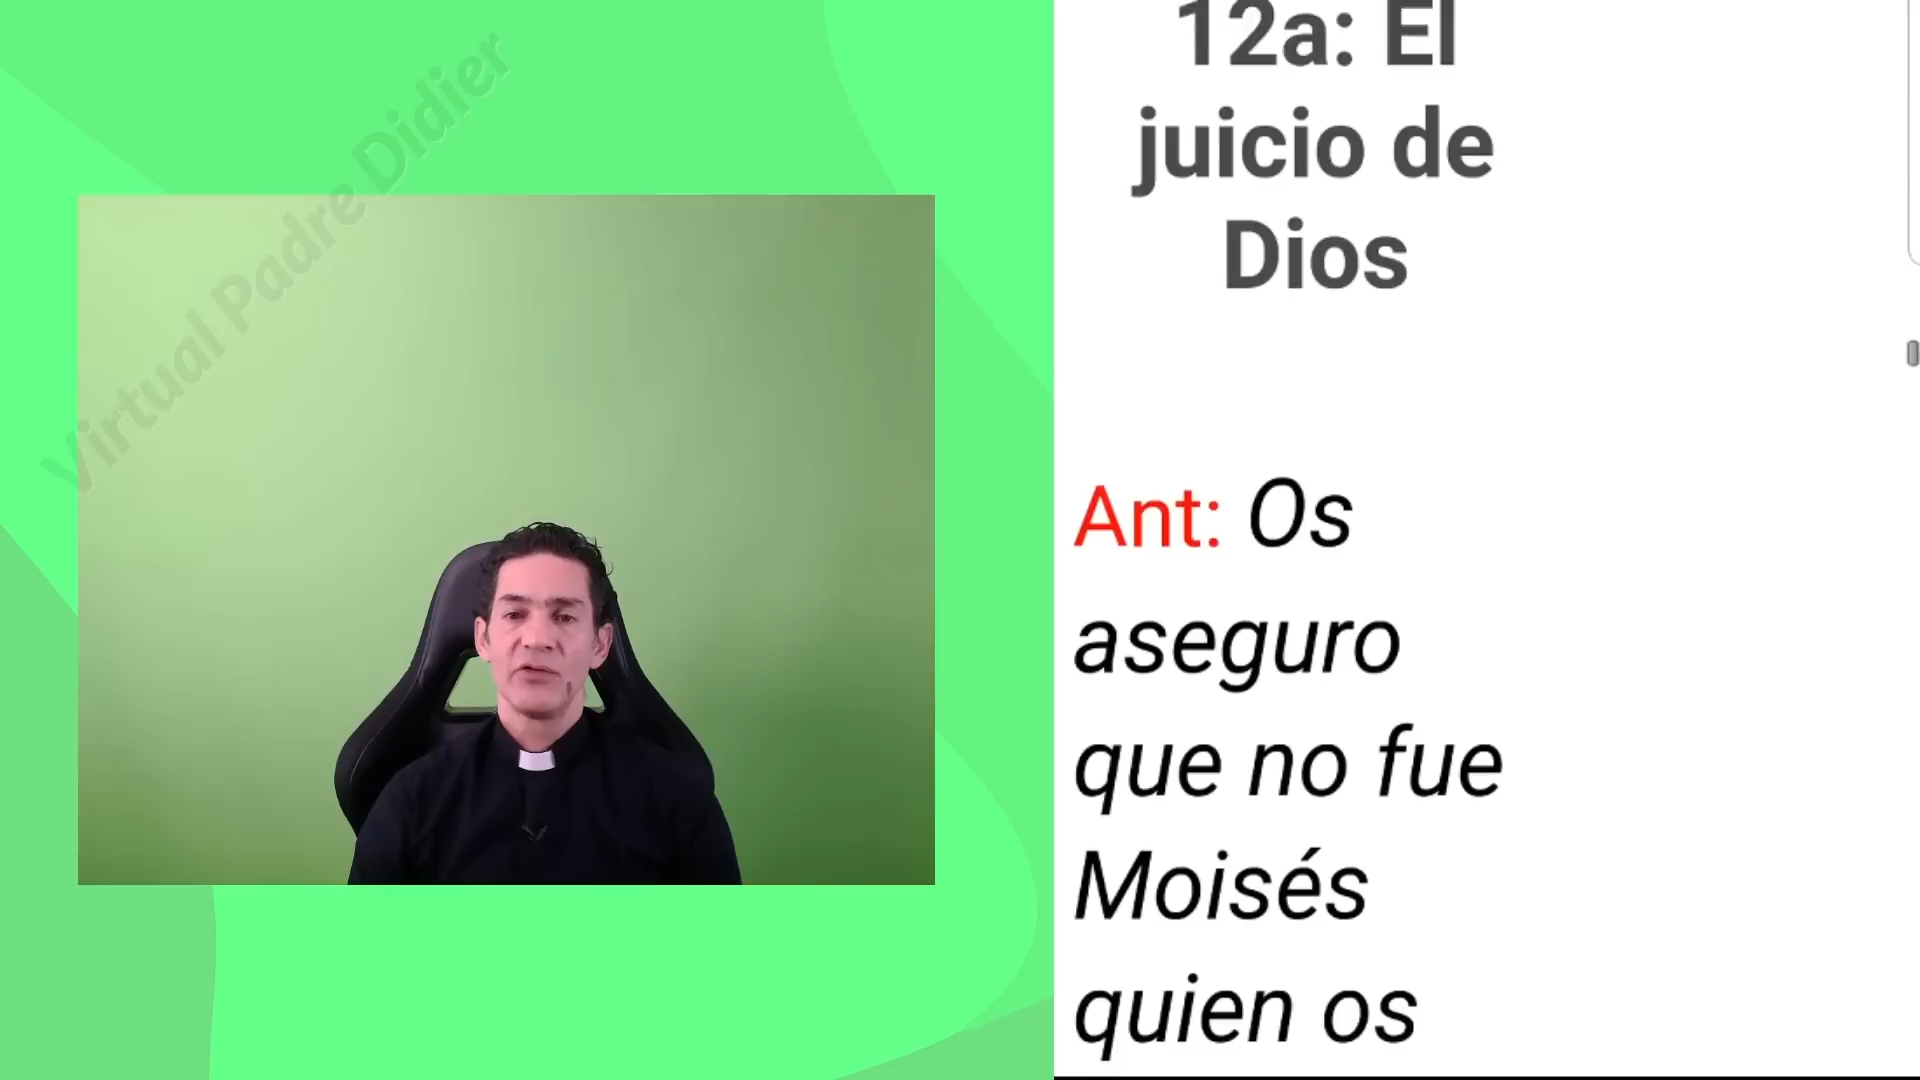 Virtual Padre Didier
12a: El
juicio de
Dios
Ant: Os
aseguro
que no fue
Moisés
quien os